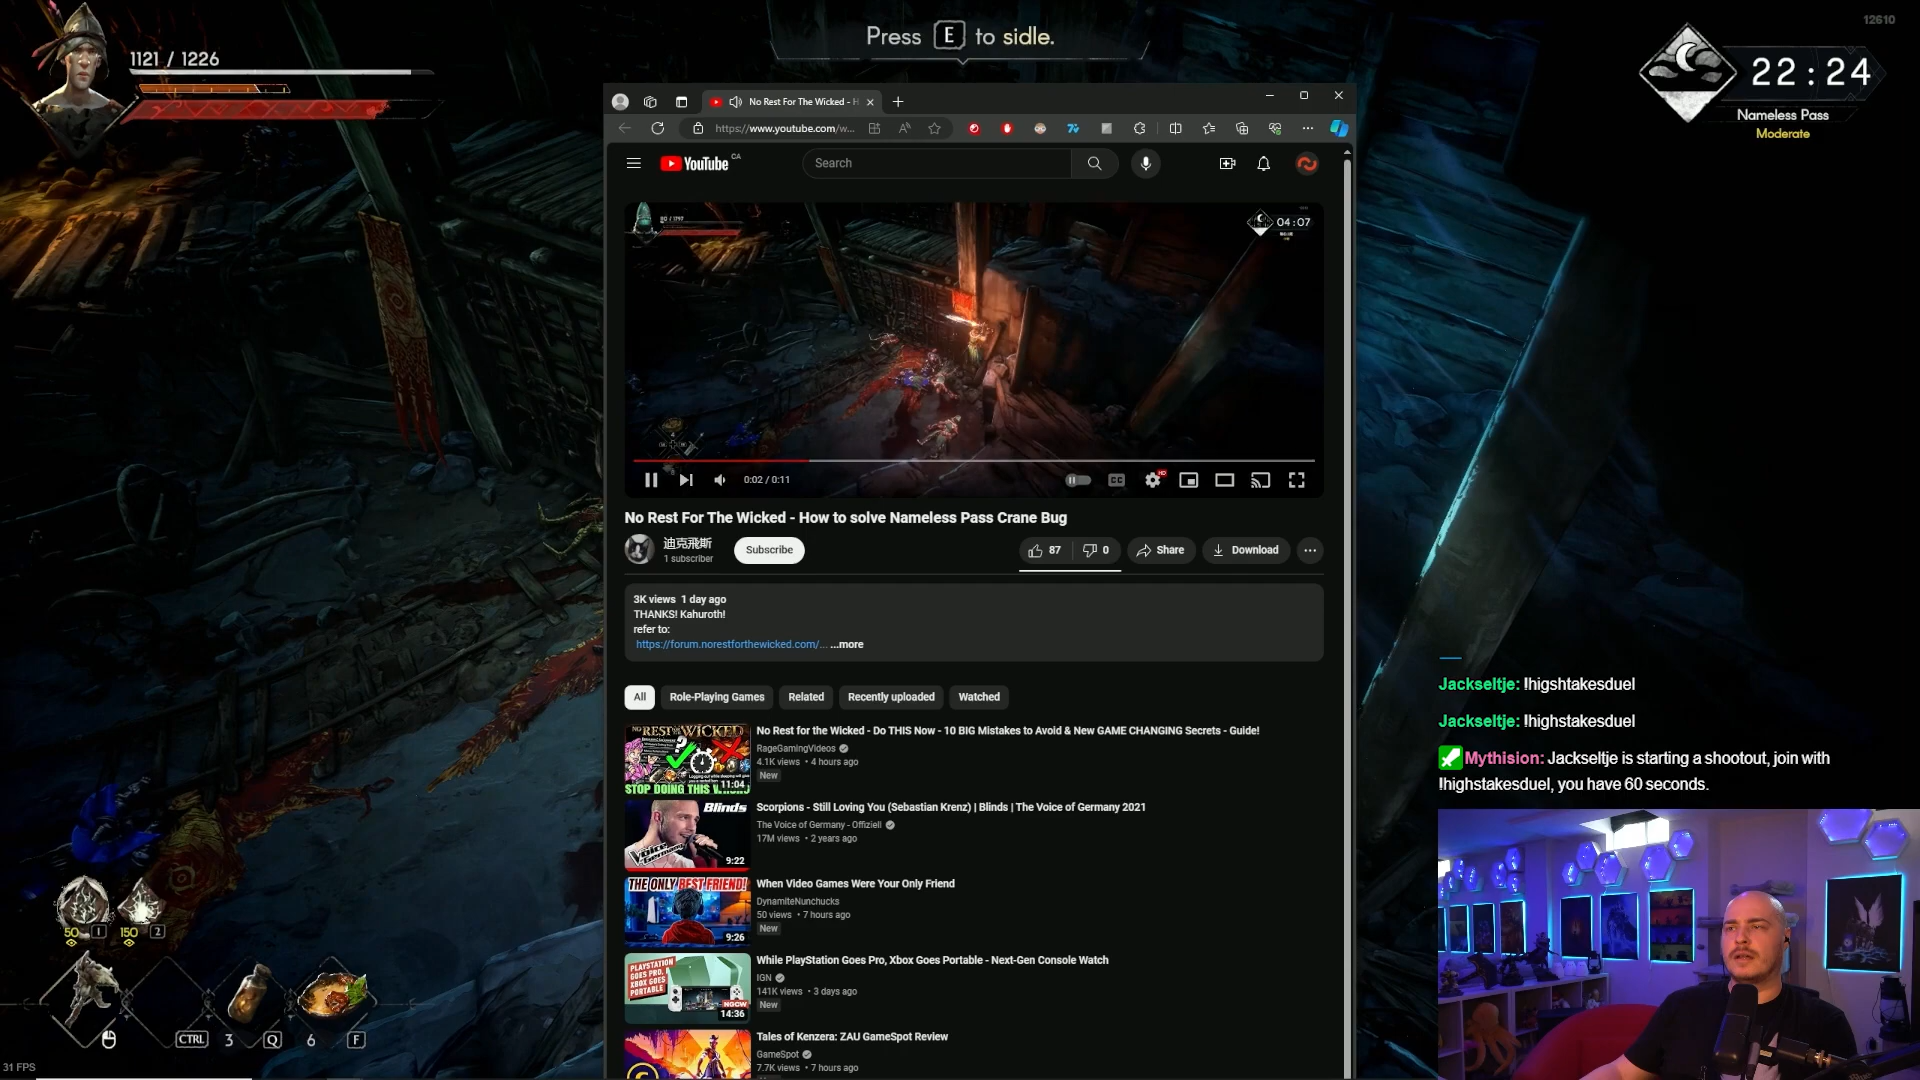 12610
Press E to sidle.
1121 / 1226
22:24
Nameless Pass
Moderate
No Rest For The Wicked - H
https://www.youtube.com/w...
YouTube CA
Search
04:07
0:02 / 0:11
CC
HD
No Rest For The Wicked - How to solve Nameless Pass Crane Bug
迪克飛斯
1 subscriber
Subscribe
87
0
Share
Download
3K views 1 day ago
THANKS! Kahuroth!
refer to:
https://forum.norestforthewicked.com/... ...more
All
Role-Playing Games
Related
Recently uploaded
Watched
NO REST FOR THE WICKED
STOP DOING THIS
11:04
No Rest for the Wicked - Do THIS Now - 10 BIG Mistakes to Avoid & New GAME CHANGING Secrets - Guide!
RageGamingVideos
4.1K views • 4 hours ago
New
Blinds
9:22
Scorpions - Still Loving You (Sebastian Krenz) | Blinds | The Voice of Germany 2021
The Voice of Germany - Offiziell
17M views • 2 years ago
THE ONLY BEST FRIEND!
9:26
When Video Games Were Your Only Friend
DynamiteNunchucks
50 views • 7 hours ago
New
PLAYSTATION
GOES PRO,
XBOX GOES
PORTABLE
NGCW
14:36
While PlayStation Goes Pro, Xbox Goes Portable - Next-Gen Console Watch
IGN
141K views • 3 days ago
New
Tales of Kenzera: ZAU GameSpot Review
GameSpot
7.7K views • 7 hours ago
Jackseltje: !higshtakesduel
Jackseltje: !highstakesduel
Mythision: Jackseltje is starting a shootout, join with
!highstakesduel, you have 60 seconds.
50 1 150 2
CTRL 3 Q 6 F
31 FPS